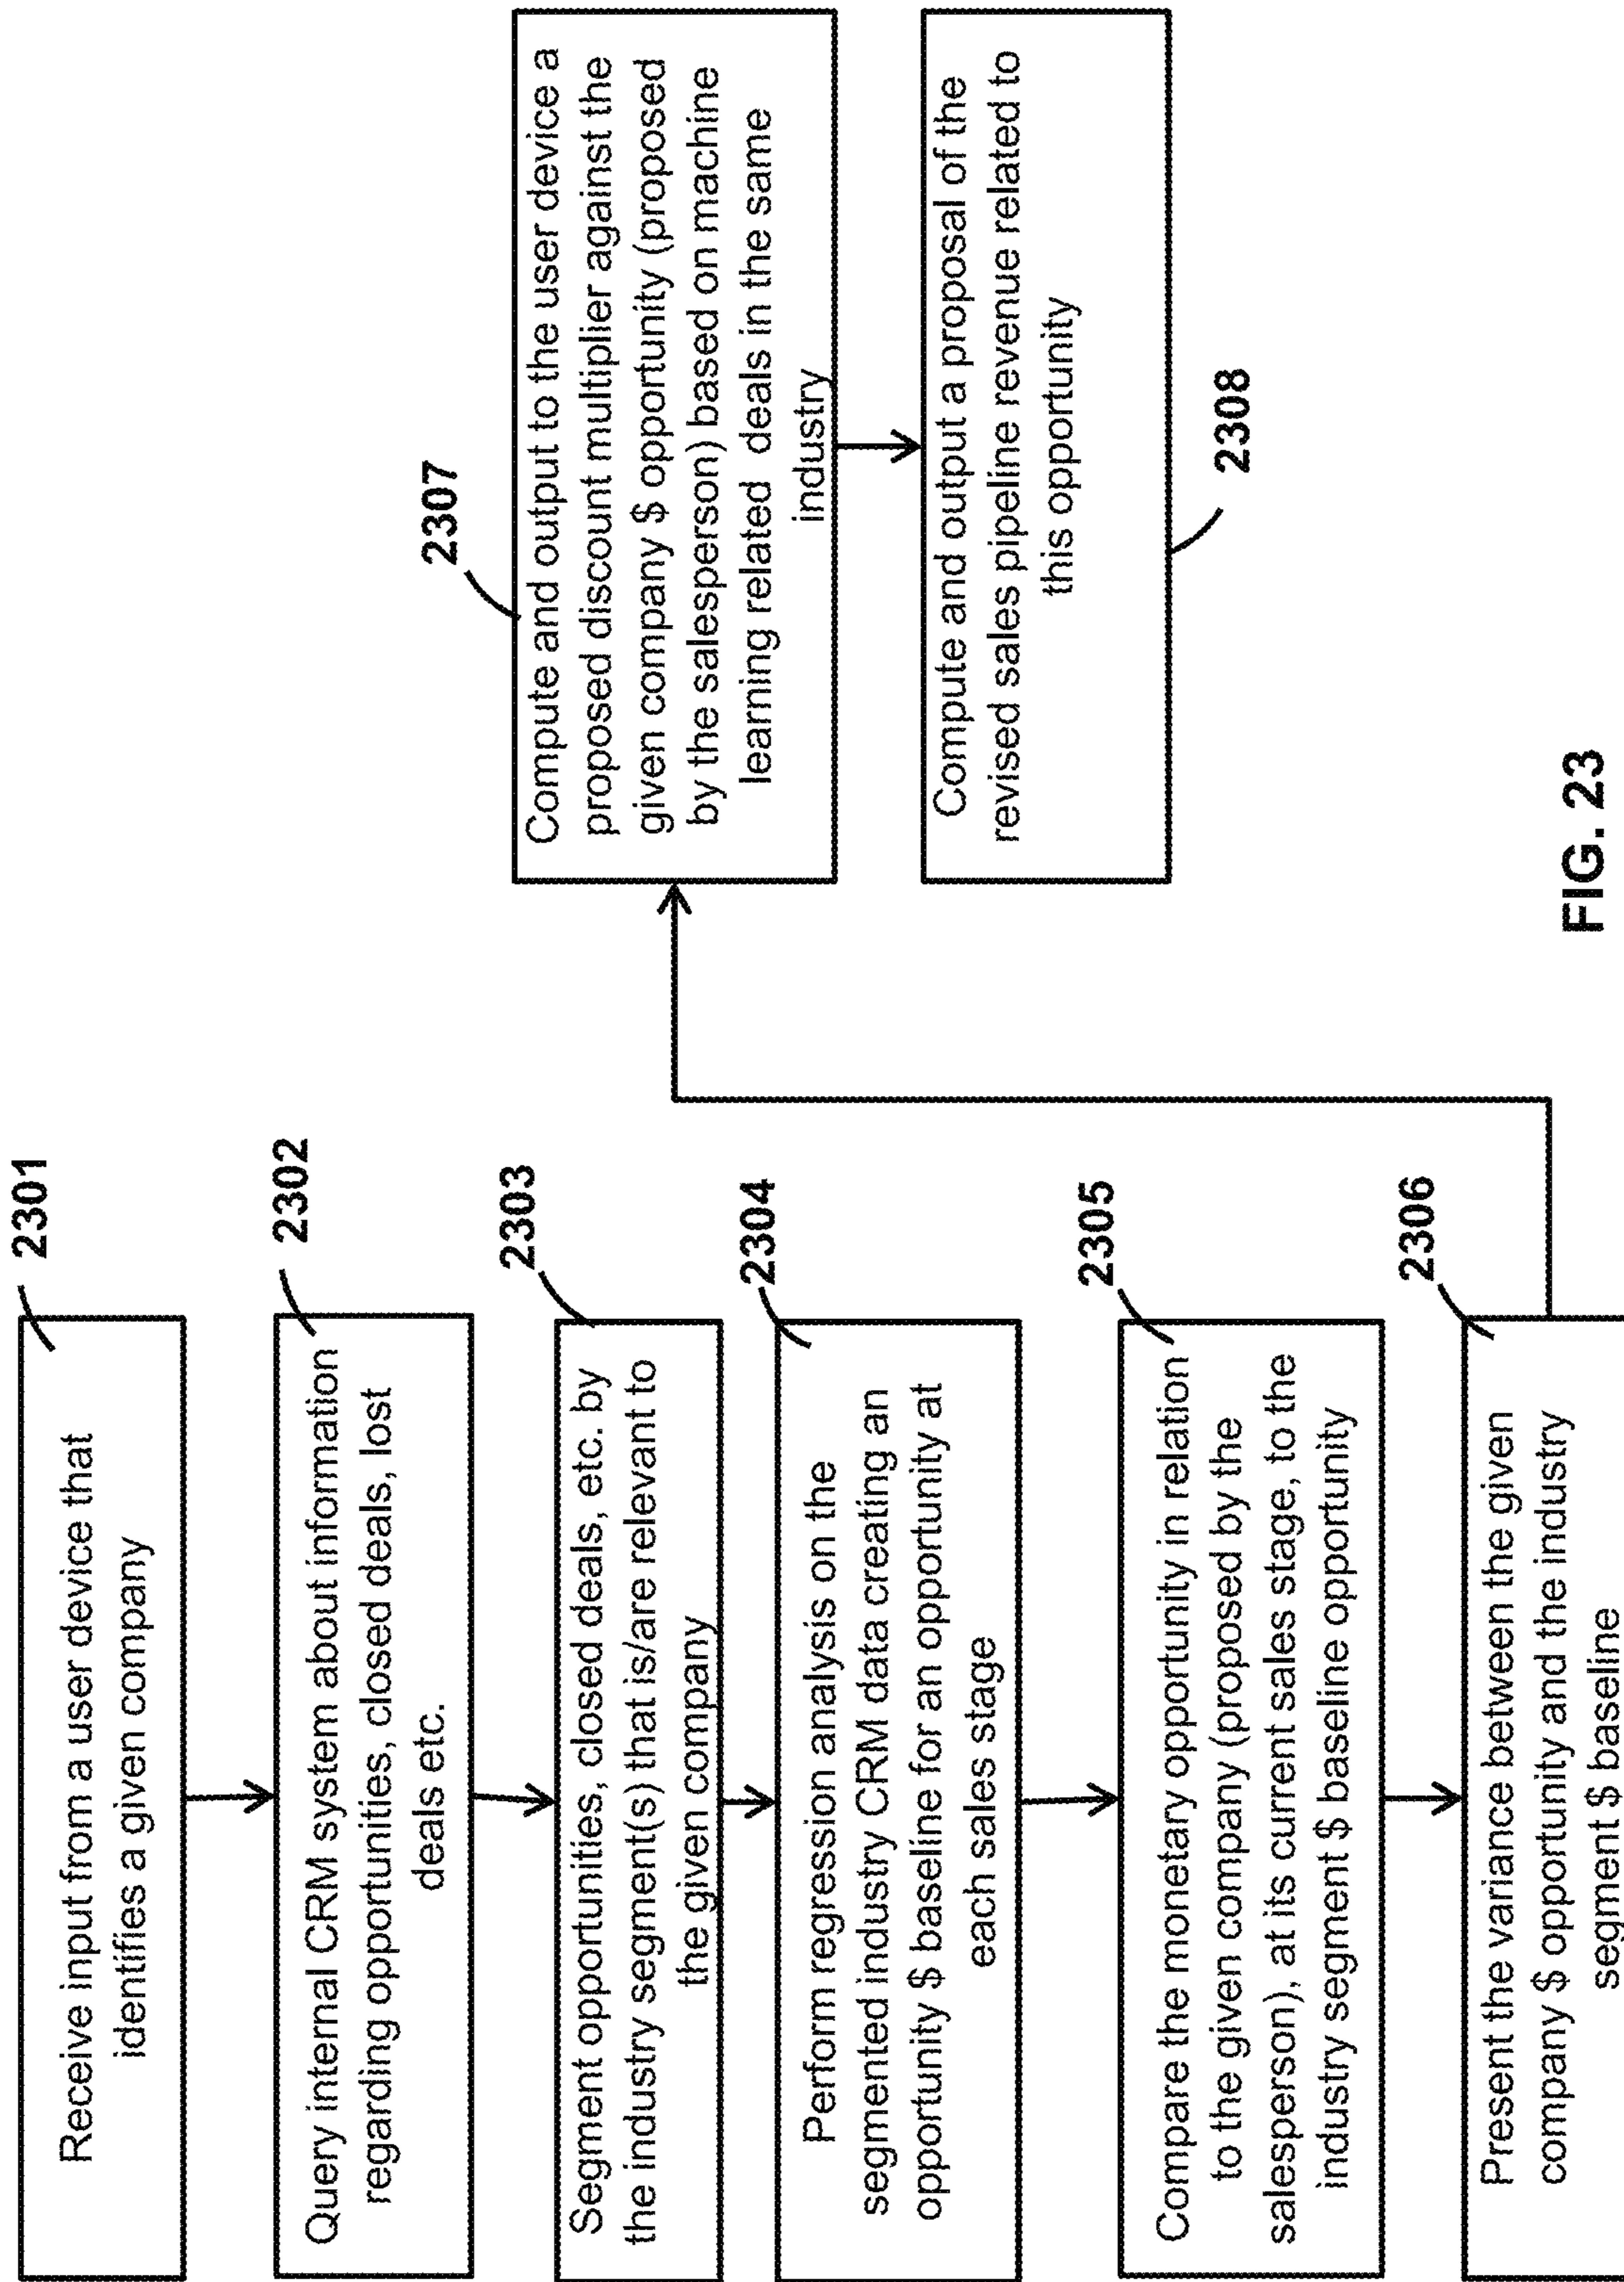 2301
Receive input from a user device that
identifies a given company
2302
Query internal CRM system about information
regarding opportunities, closed deals, lost
deals etc.
2303
Segment opportunities, closed deals, etc. by
the industry segment(s) that is/are relevant to
the given company
2304
Perform regression analysis on the
segmented industry CRM data creating an
opportunity $ baseline for an opportunity at
each sales stage
2305
Compare the monetary opportunity in relation
to the given company (proposed by the
salesperson), at its current sales stage, to the
industry segment $ baseline opportunity
2306
Present the variance between the given
company $ opportunity and the industry
segment $ baseline
2307
Compute and output to the user device a
proposed discount multiplier against the
given company $ opportunity (proposed
by the salesperson) based on machine
learning related deals in the same
industry
Compute and output a proposal of the
revised sales pipeline revenue related to
this opportunity
2308
FIG. 23